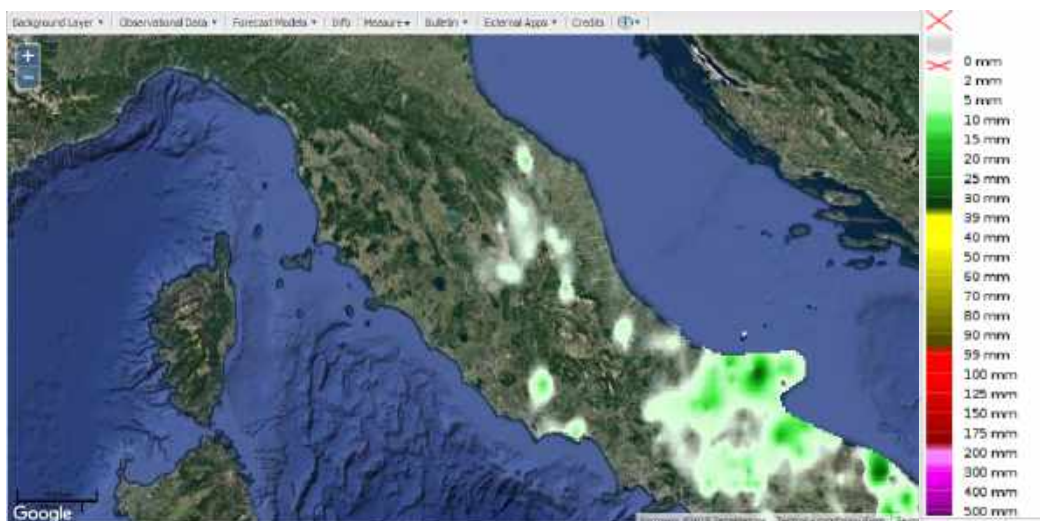 Background Layer ▾ | Observational Data ▾ | Forecast Models ▾ | Info | Measure▾ | Bulletin ▾ | External Apps ▾ | Credits |
+
−
0 mm
2 mm
5 mm
10 mm
15 mm
20 mm
25 mm
30 mm
39 mm
40 mm
50 mm
60 mm
70 mm
80 mm
90 mm
99 mm
100 mm
125 mm
150 mm
175 mm
200 mm
300 mm
400 mm
500 mm
Google